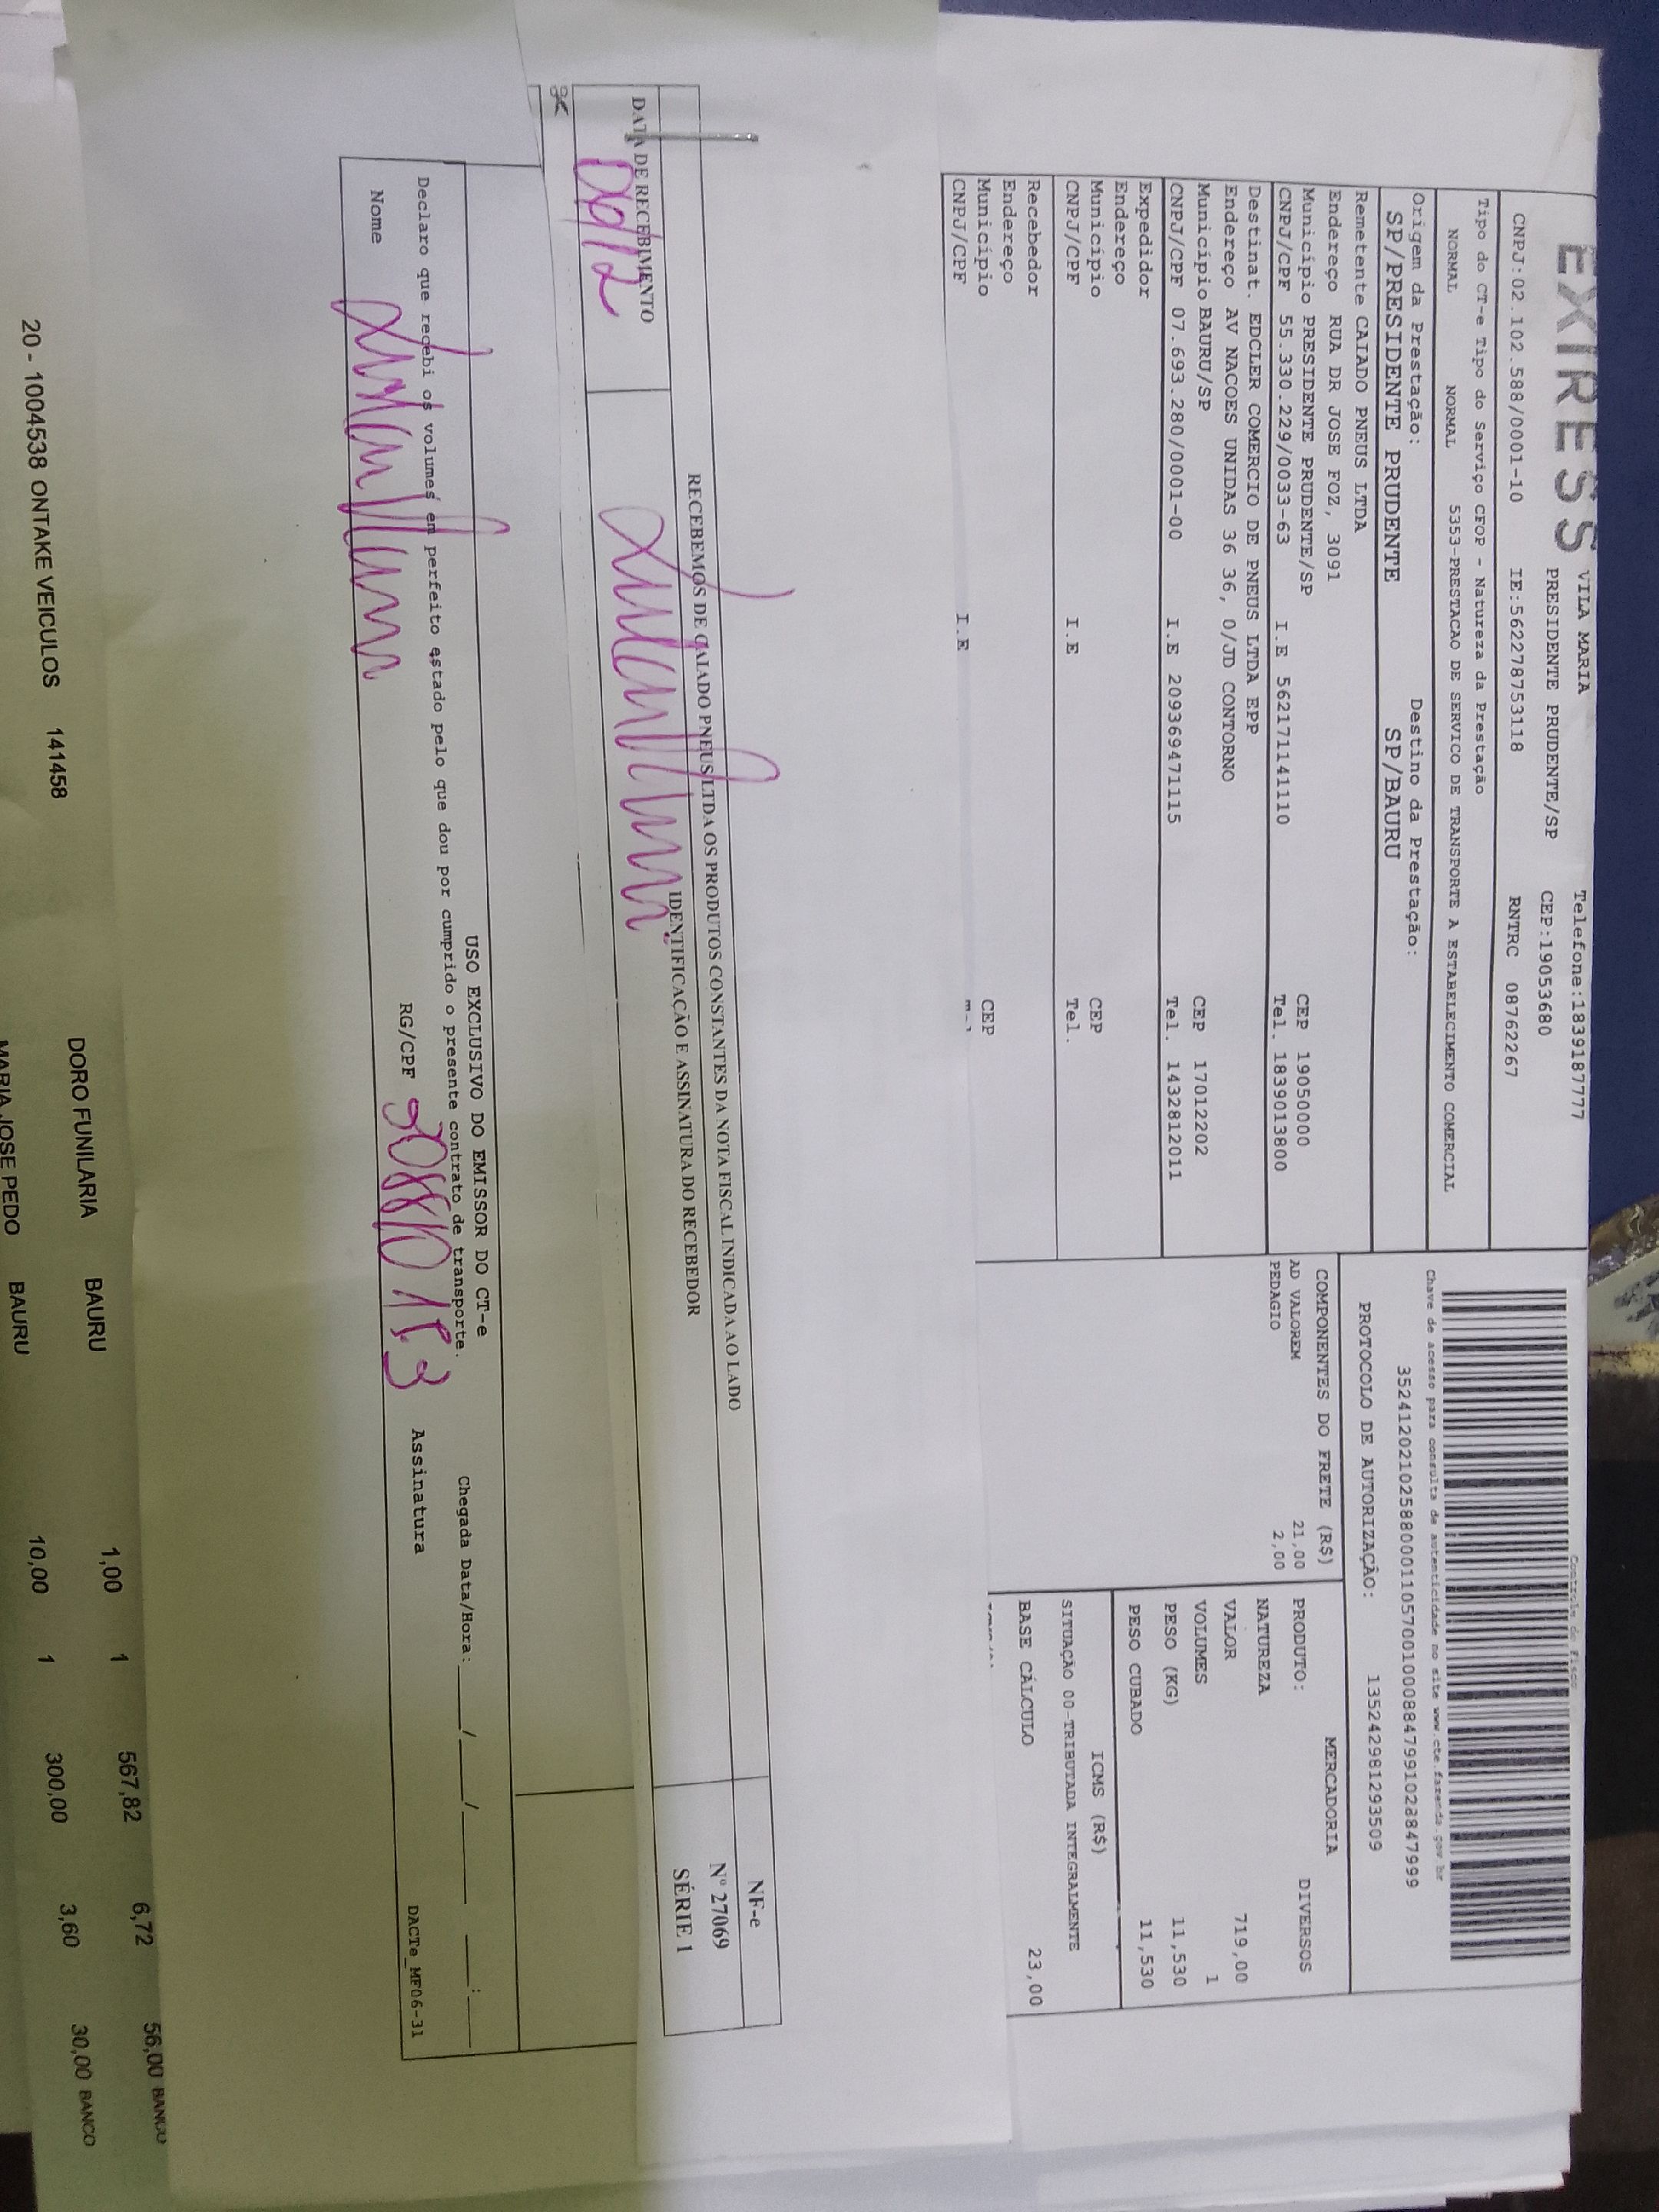 EXPRESS
VILA MARIA Telefone:1839187777
PRESIDENTE PRUDENTE/SP CEP:19053680
CNPJ:02.102.588/0001-10 IE:562278753118 RNTRC 08762267
Tipo do CT-e Tipo do Serviço CFOP - Natureza da Prestação
NORMAL NORMAL 5353-PRESTACAO DE SERVICO DE TRANSPORTE A ESTABELECIMENTO COMERCIAL
Origem da Prestação: Destino da Prestação:
SP/PRESIDENTE PRUDENTE SP/BAURU
Remetente CAIADO PNEUS LTDA
Endereço RUA DR JOSE FOZ, 3091
Município PRESIDENTE PRUDENTE/SP CEP 19050000
CNPJ/CPF 55.330.229/0033-63 I.E 562171141110 Tel. 1839013800
Destinat. EDCLER COMERCIO DE PNEUS LTDA EPP
Endereço AV NACOES UNIDAS 36 36, 0/JD CONTORNO
Município BAURU/SP CEP 17012202
CNPJ/CPF 07.693.280/0001-00 I.E 209369471115 Tel. 1432812011
Expedidor
Endereço
Município CEP
CNPJ/CPF I.E Tel.
Recebedor
Endereço
Município CEP
CNPJ/CPF I.E
Controle do Fisco
Chave de acesso para consulta de autenticidade no site www.cte.fazenda.gov.br
35241202102588000110570010008847991028847999
PROTOCOLO DE AUTORIZAÇÃO: 135242981293509
COMPONENTES DO FRETE (R$)
AD VALOREM 21,00
PEDAGIO 2,00
MERCADORIA
PRODUTO: DIVERSOS
NATUREZA
VALOR 719,00
VOLUMES 1
PESO (KG) 11,530
PESO CUBADO 11,530
ICMS (R$)
SITUAÇÃO 00-TRIBUTADA INTEGRALMENTE
BASE CÁLCULO 23,00
RECEBEMOS DE CAIADO PNEUS LTDA OS PRODUTOS CONSTANTES DA NOTA FISCAL INDICADA AO LADO
DATA DE RECEBIMENTO
IDENTIFICAÇÃO E ASSINATURA DO RECEBEDOR
NF-e
Nº 27069
SÉRIE 1
USO EXCLUSIVO DO EMISSOR DO CT-e
Declaro que recebi os volumes em perfeito estado pelo que dou por cumprido o presente contrato de transporte.
Chegada Data/Hora: ____/____/______ ___:___
Nome RG/CPF Assinatura
DACTe_MF06-31
DORO FUNILARIA BAURU 1,00 1 567,82 6,72 56,00 BANCO
20 - 1004538 ONTAKE VEICULOS 141458
MARIA JOSE PEDO BAURU 10,00 1 300,00 3,60 30,00 BANCO